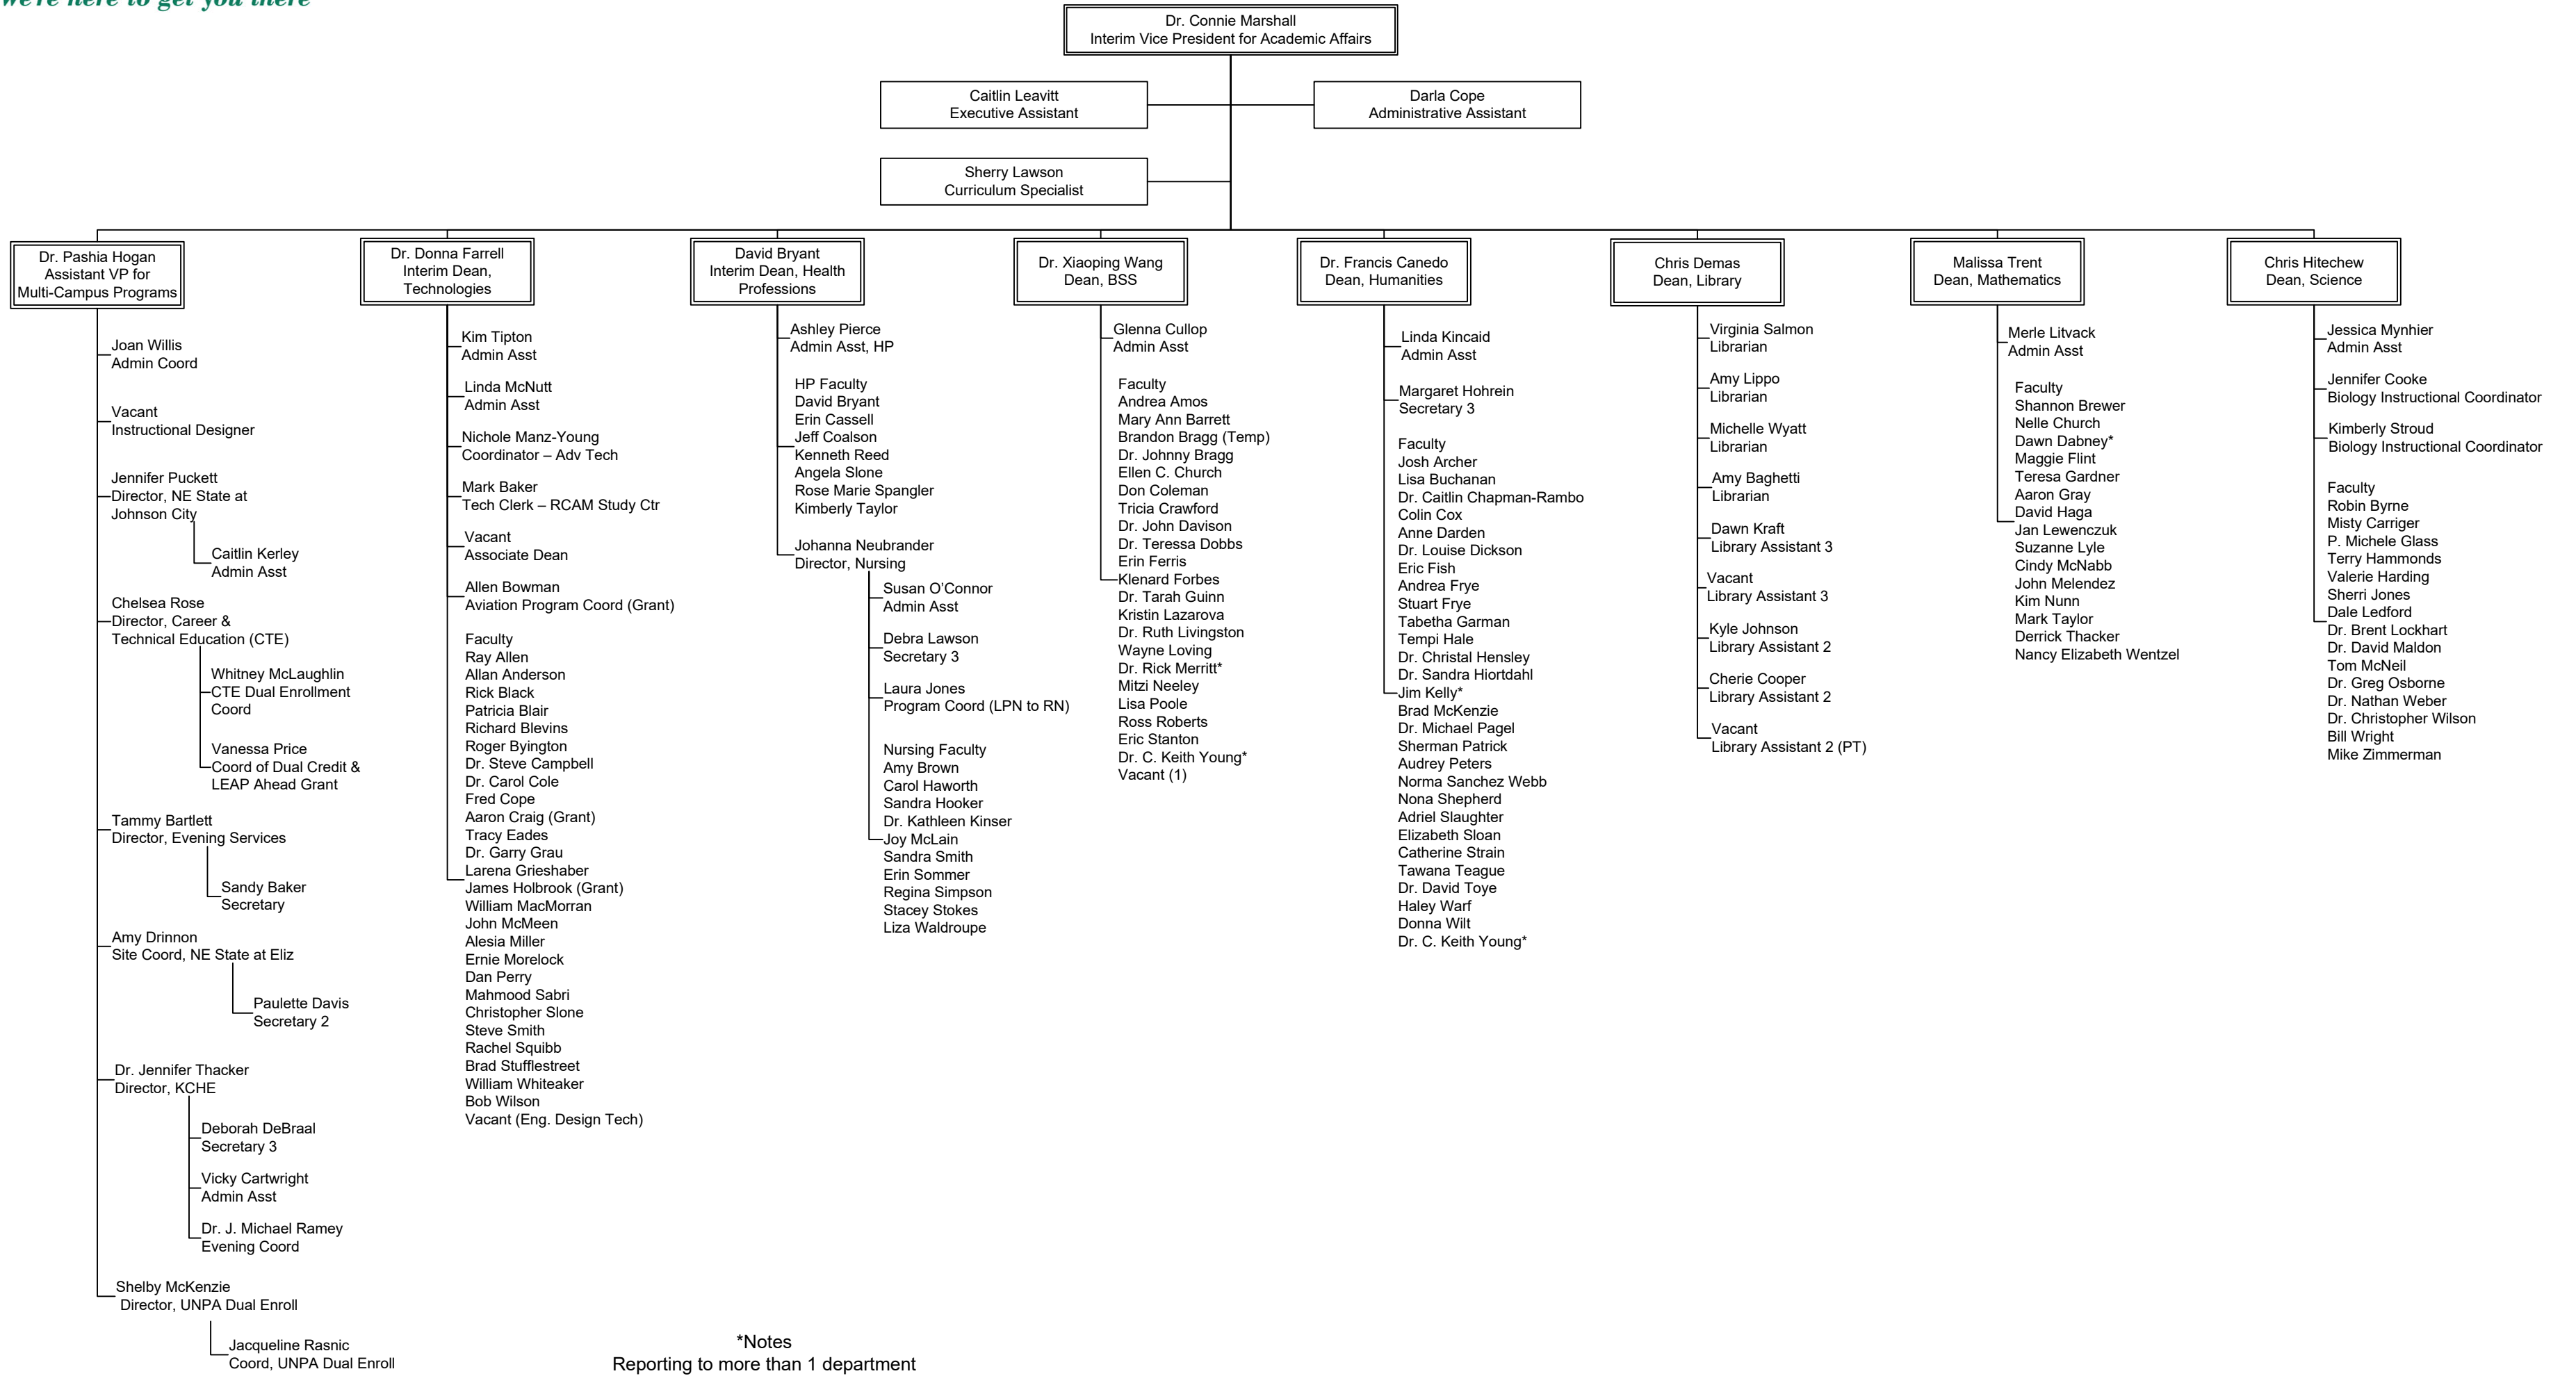 we're here to get you there
Dr. Connie Marshall
Interim Vice President for Academic Affairs
Caitlin Leavitt
Executive Assistant
Darla Cope
Administrative Assistant
Sherry Lawson
Curriculum Specialist
Dr. Pashia Hogan
Assistant VP for
Multi-Campus Programs
Joan Willis
Admin Coord
Vacant
Instructional Designer
Jennifer Puckett
Director, NE State at
Johnson City
Caitlin Kerley
Admin Asst
Chelsea Rose
Director, Career &
Technical Education (CTE)
Whitney McLaughlin
CTE Dual Enrollment
Coord
Vanessa Price
Coord of Dual Credit &
LEAP Ahead Grant
Tammy Bartlett
Director, Evening Services
Sandy Baker
Secretary
Amy Drinnon
Site Coord, NE State at Eliz
Paulette Davis
Secretary 2
Dr. Jennifer Thacker
Director, KCHE
Deborah DeBraal
Secretary 3
Vicky Cartwright
Admin Asst
Dr. J. Michael Ramey
Evening Coord
Shelby McKenzie
Director, UNPA Dual Enroll
Jacqueline Rasnic
Coord, UNPA Dual Enroll
Dr. Donna Farrell
Interim Dean,
Technologies
Kim Tipton
Admin Asst
Linda McNutt
Admin Asst
Nichole Manz-Young
Coordinator – Adv Tech
Mark Baker
Tech Clerk – RCAM Study Ctr
Vacant
Associate Dean
Allen Bowman
Aviation Program Coord (Grant)
Faculty
Ray Allen
Allan Anderson
Rick Black
Patricia Blair
Richard Blevins
Roger Byington
Dr. Steve Campbell
Dr. Carol Cole
Fred Cope
Aaron Craig (Grant)
Tracy Eades
Dr. Garry Grau
Larena Grieshaber
James Holbrook (Grant)
William MacMorran
John McMeen
Alesia Miller
Ernie Morelock
Dan Perry
Mahmood Sabri
Christopher Slone
Steve Smith
Rachel Squibb
Brad Stufflestreet
William Whiteaker
Bob Wilson
Vacant (Eng. Design Tech)
David Bryant
Interim Dean, Health
Professions
Ashley Pierce
Admin Asst, HP
HP Faculty
David Bryant
Erin Cassell
Jeff Coalson
Kenneth Reed
Angela Slone
Rose Marie Spangler
Kimberly Taylor
Johanna Neubrander
Director, Nursing
Susan O’Connor
Admin Asst
Debra Lawson
Secretary 3
Laura Jones
Program Coord (LPN to RN)
Nursing Faculty
Amy Brown
Carol Haworth
Sandra Hooker
Dr. Kathleen Kinser
Joy McLain
Sandra Smith
Erin Sommer
Regina Simpson
Stacey Stokes
Liza Waldroupe
Dr. Xiaoping Wang
Dean, BSS
Glenna Cullop
Admin Asst
Faculty
Andrea Amos
Mary Ann Barrett
Brandon Bragg (Temp)
Dr. Johnny Bragg
Ellen C. Church
Don Coleman
Tricia Crawford
Dr. John Davison
Dr. Teressa Dobbs
Erin Ferris
Klenard Forbes
Dr. Tarah Guinn
Kristin Lazarova
Dr. Ruth Livingston
Wayne Loving
Dr. Rick Merritt*
Mitzi Neeley
Lisa Poole
Ross Roberts
Eric Stanton
Dr. C. Keith Young*
Vacant (1)
Dr. Francis Canedo
Dean, Humanities
Linda Kincaid
Admin Asst
Margaret Hohrein
Secretary 3
Faculty
Josh Archer
Lisa Buchanan
Dr. Caitlin Chapman-Rambo
Colin Cox
Anne Darden
Dr. Louise Dickson
Eric Fish
Andrea Frye
Stuart Frye
Tabetha Garman
Tempi Hale
Dr. Christal Hensley
Dr. Sandra Hiortdahl
Jim Kelly*
Brad McKenzie
Dr. Michael Pagel
Sherman Patrick
Audrey Peters
Norma Sanchez Webb
Nona Shepherd
Adriel Slaughter
Elizabeth Sloan
Catherine Strain
Tawana Teague
Dr. David Toye
Haley Warf
Donna Wilt
Dr. C. Keith Young*
Chris Demas
Dean, Library
Virginia Salmon
Librarian
Amy Lippo
Librarian
Michelle Wyatt
Librarian
Amy Baghetti
Librarian
Dawn Kraft
Library Assistant 3
Vacant
Library Assistant 3
Kyle Johnson
Library Assistant 2
Cherie Cooper
Library Assistant 2
Vacant
Library Assistant 2 (PT)
Malissa Trent
Dean, Mathematics
Merle Litvack
Admin Asst
Faculty
Shannon Brewer
Nelle Church
Dawn Dabney*
Maggie Flint
Teresa Gardner
Aaron Gray
David Haga
Jan Lewenczuk
Suzanne Lyle
Cindy McNabb
John Melendez
Kim Nunn
Mark Taylor
Derrick Thacker
Nancy Elizabeth Wentzel
Chris Hitechew
Dean, Science
Jessica Mynhier
Admin Asst
Jennifer Cooke
Biology Instructional Coordinator
Kimberly Stroud
Biology Instructional Coordinator
Faculty
Robin Byrne
Misty Carriger
P. Michele Glass
Terry Hammonds
Valerie Harding
Sherri Jones
Dale Ledford
Dr. Brent Lockhart
Dr. David Maldon
Tom McNeil
Dr. Greg Osborne
Dr. Nathan Weber
Dr. Christopher Wilson
Bill Wright
Mike Zimmerman
*Notes
Reporting to more than 1 department